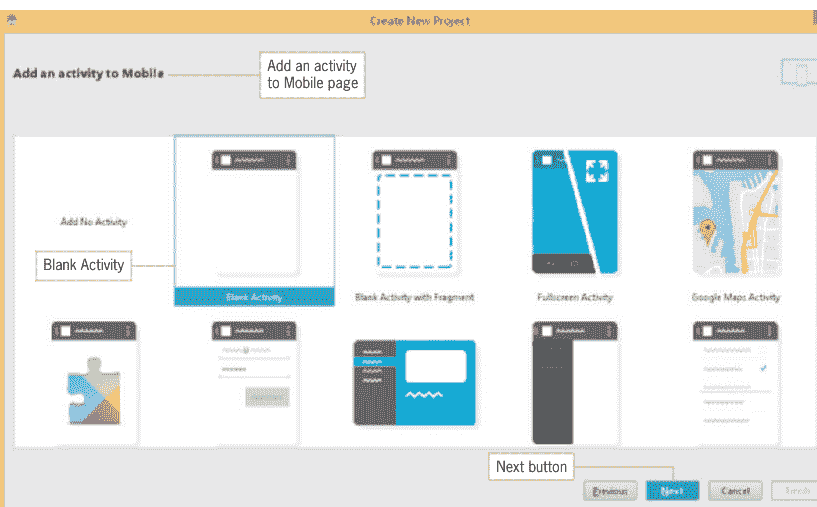 Create New Project
Add an activity to Mobile
Add an activity
to Mobile page
Add No Activity
Blank Activity
Blank Activity
Blank Activity with Fragment
Fullscreen Activity
Google Maps Activity
Next button
Previous
Next
Cancel
Finish